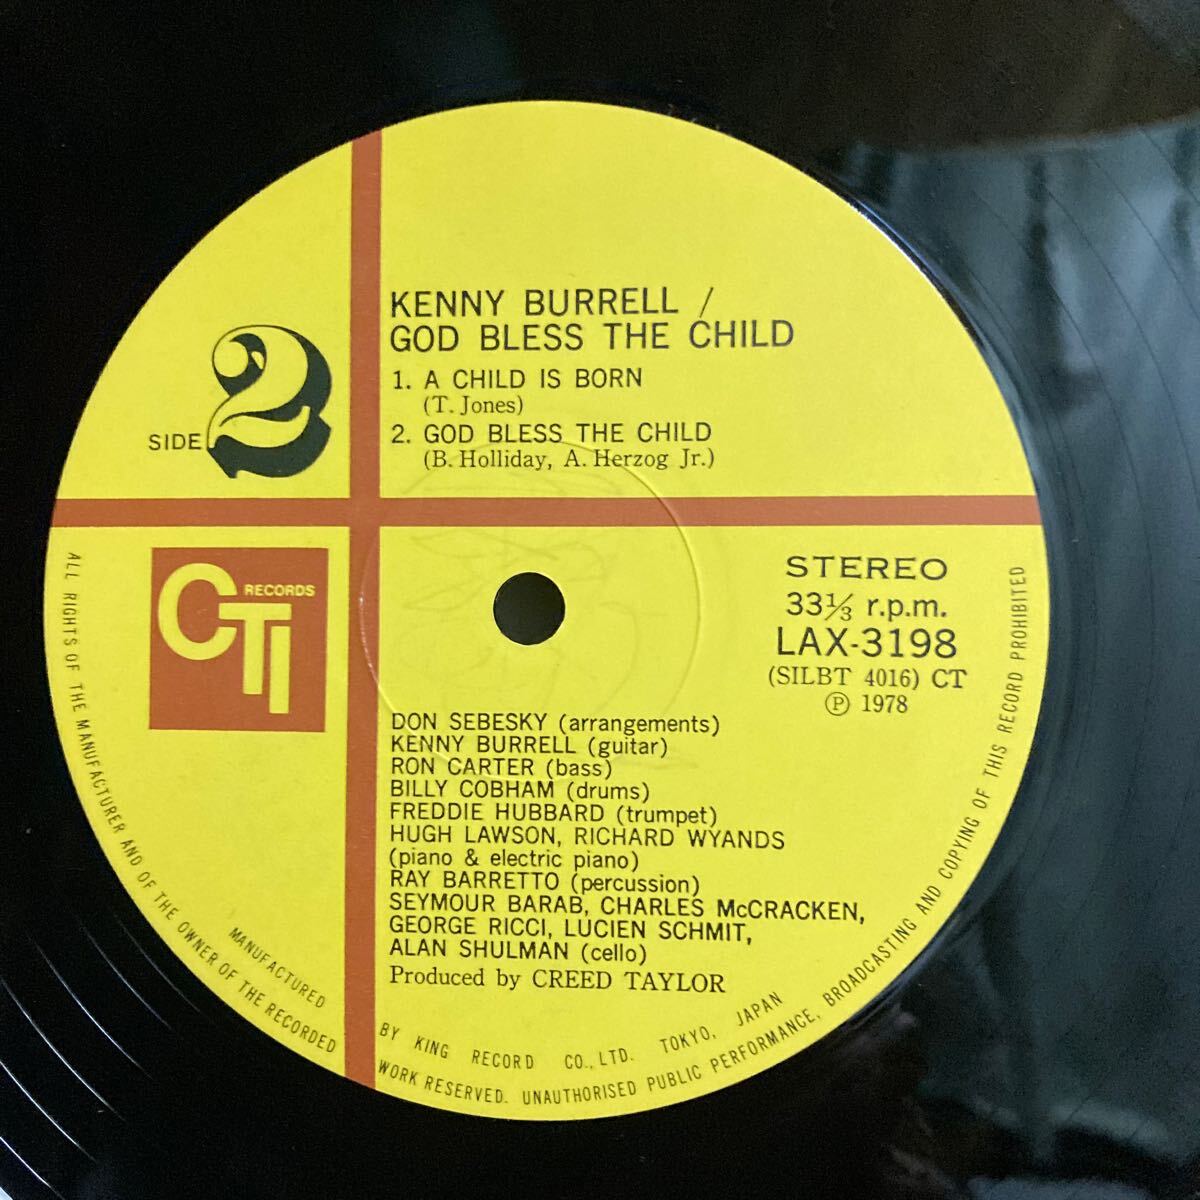 KENNY BURRELL /
GOD BLESS THE CHILD
1. A CHILD IS BORN
(T. Jones)
2. GOD BLESS THE CHILD
(B. Holliday, A. Herzog Jr.)
SIDE 2
CTI RECORDS
STEREO
33⅓ r.p.m.
LAX-3198
(SILBT 4016) CT
Ⓟ 1978
DON SEBESKY (arrangements)
KENNY BURRELL (guitar)
RON CARTER (bass)
BILLY COBHAM (drums)
FREDDIE HUBBARD (trumpet)
HUGH LAWSON, RICHARD WYANDS
(piano & electric piano)
RAY BARRETTO (percussion)
SEYMOUR BARAB, CHARLES McCRACKEN,
GEORGE RICCI, LUCIEN SCHMIT,
ALAN SHULMAN (cello)
Produced by CREED TAYLOR
MANUFACTURED BY KING RECORD CO., LTD. TOKYO, JAPAN
ALL RIGHTS OF THE MANUFACTURER AND OF THE OWNER OF THE RECORDED WORK RESERVED. UNAUTHORISED PUBLIC PERFORMANCE, BROADCASTING AND COPYING OF THIS RECORD PROHIBITED